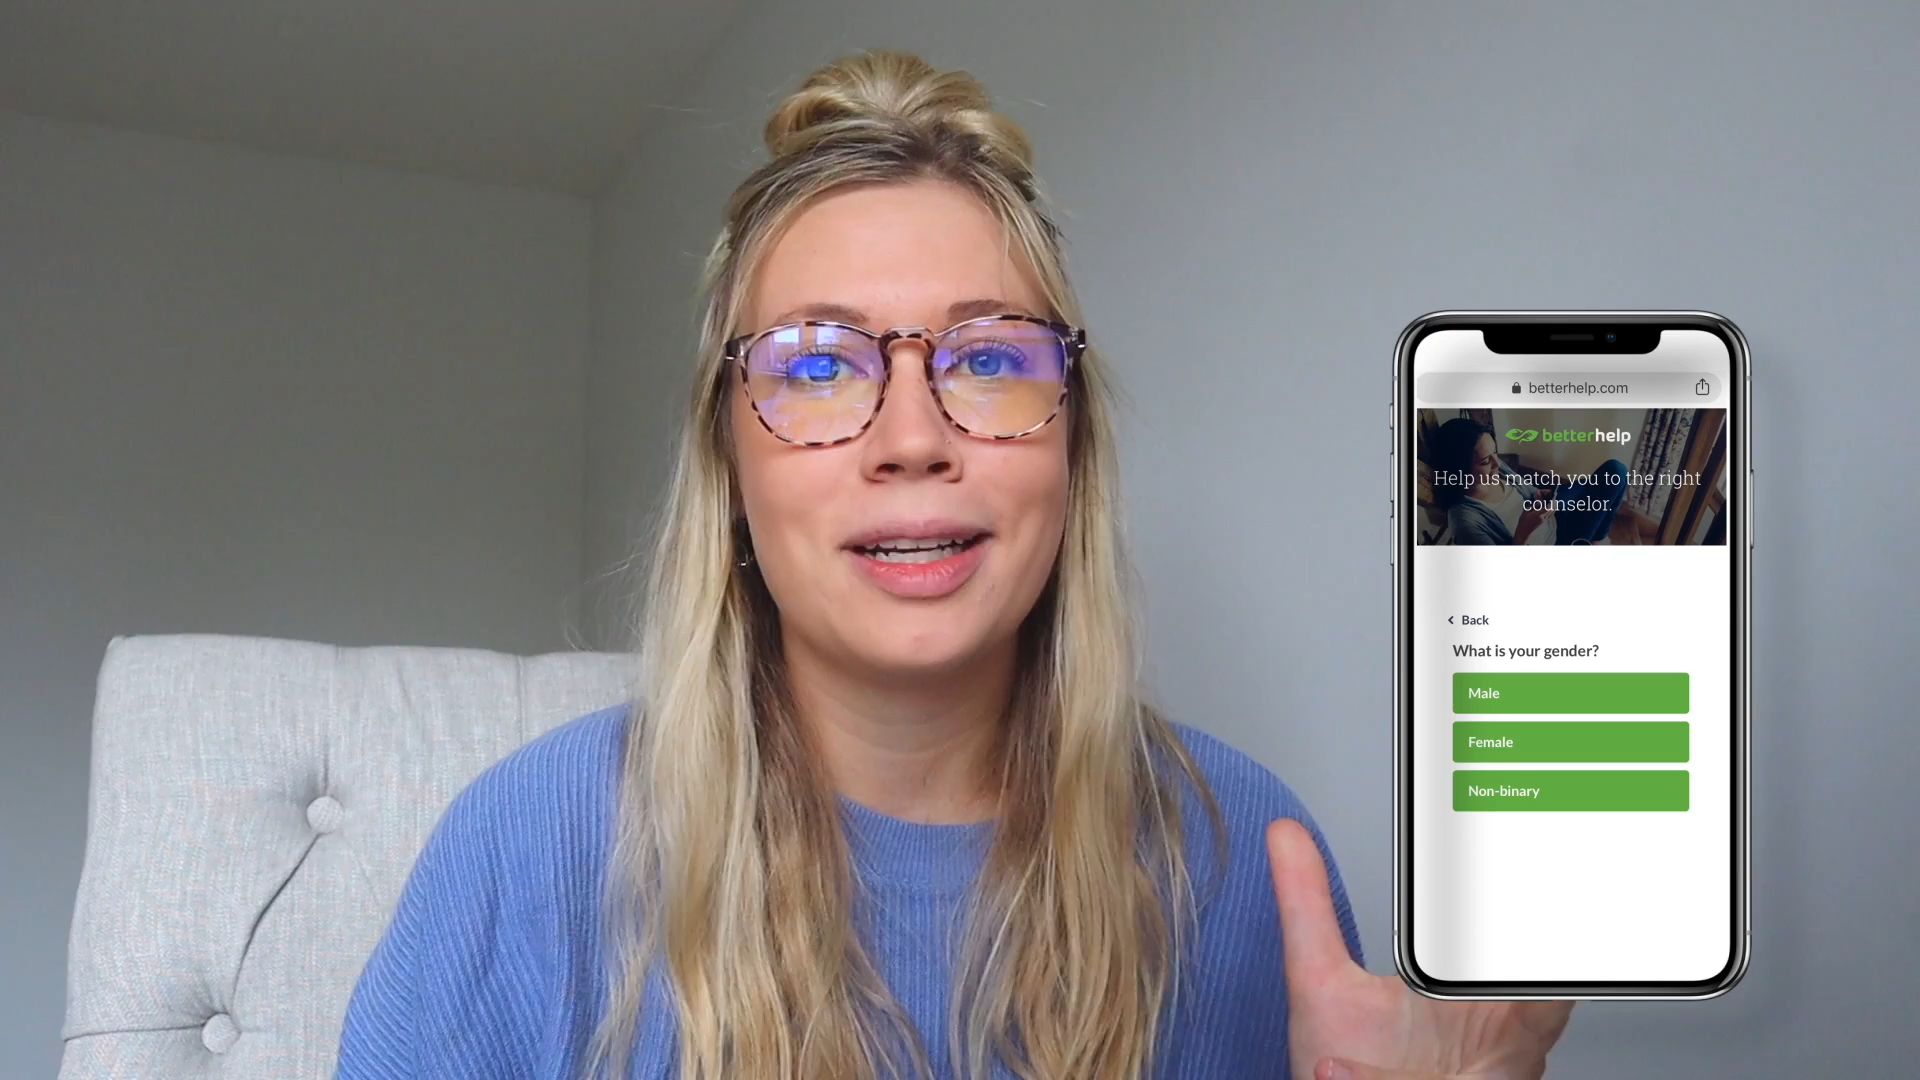 betterhelp.com
betterhelp
Help us match you to the right
counselor.
Back
What is your gender?
Male
Female
Non-binary